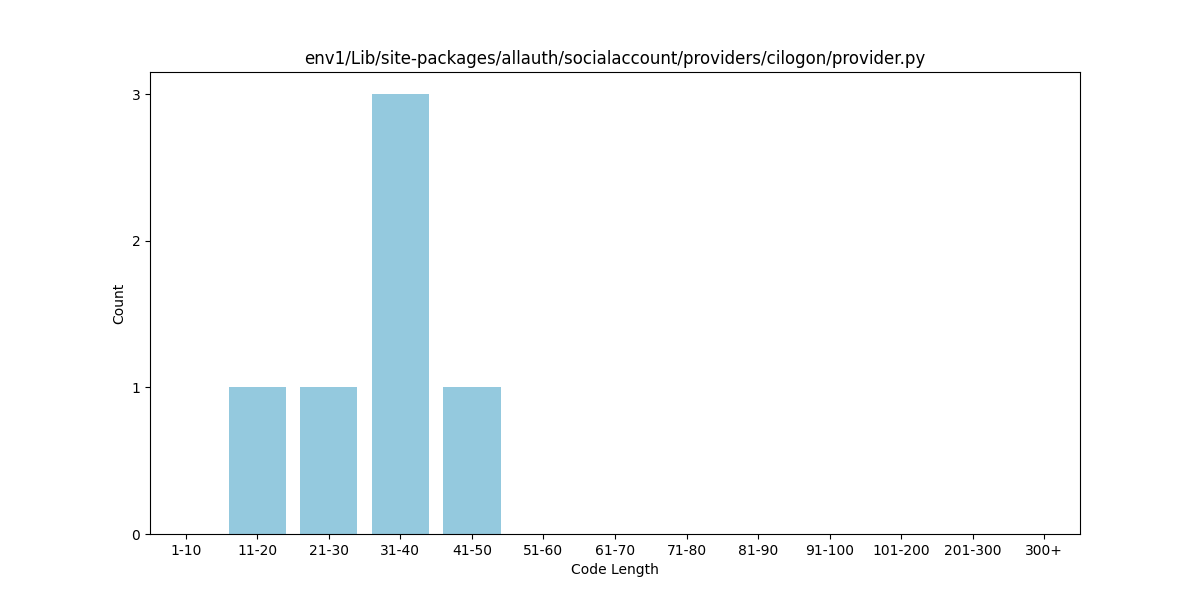 env1/Lib/site-packages/allauth/socialaccount/providers/cilogon/provider.py
3
2
1
0
Count
1-10 11-20 21-30 31-40 41-50 51-60 61-70 71-80 81-90 91-100 101-200 201-300 300+
Code Length